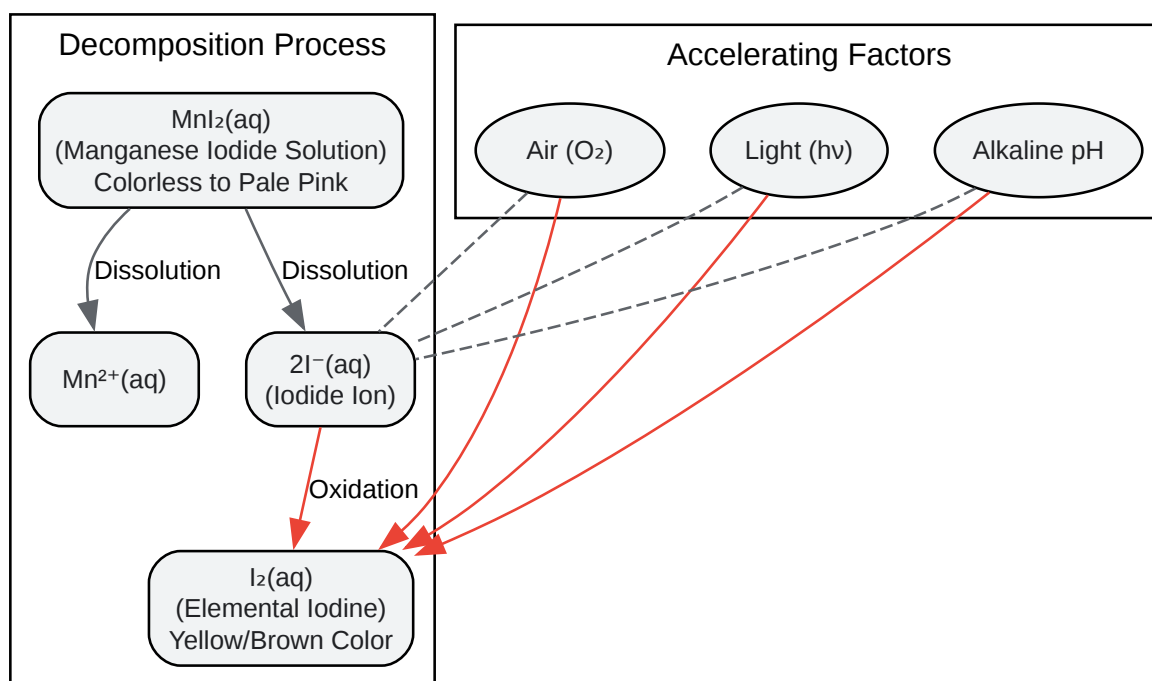 Decomposition Process
MnI₂(aq)
(Manganese Iodide Solution)
Colorless to Pale Pink
Dissolution
Dissolution
Mn²⁺(aq)
2I⁻(aq)
(Iodide Ion)
Oxidation
I₂(aq)
(Elemental Iodine)
Yellow/Brown Color
Accelerating Factors
Air (O₂)
Light (hν)
Alkaline pH